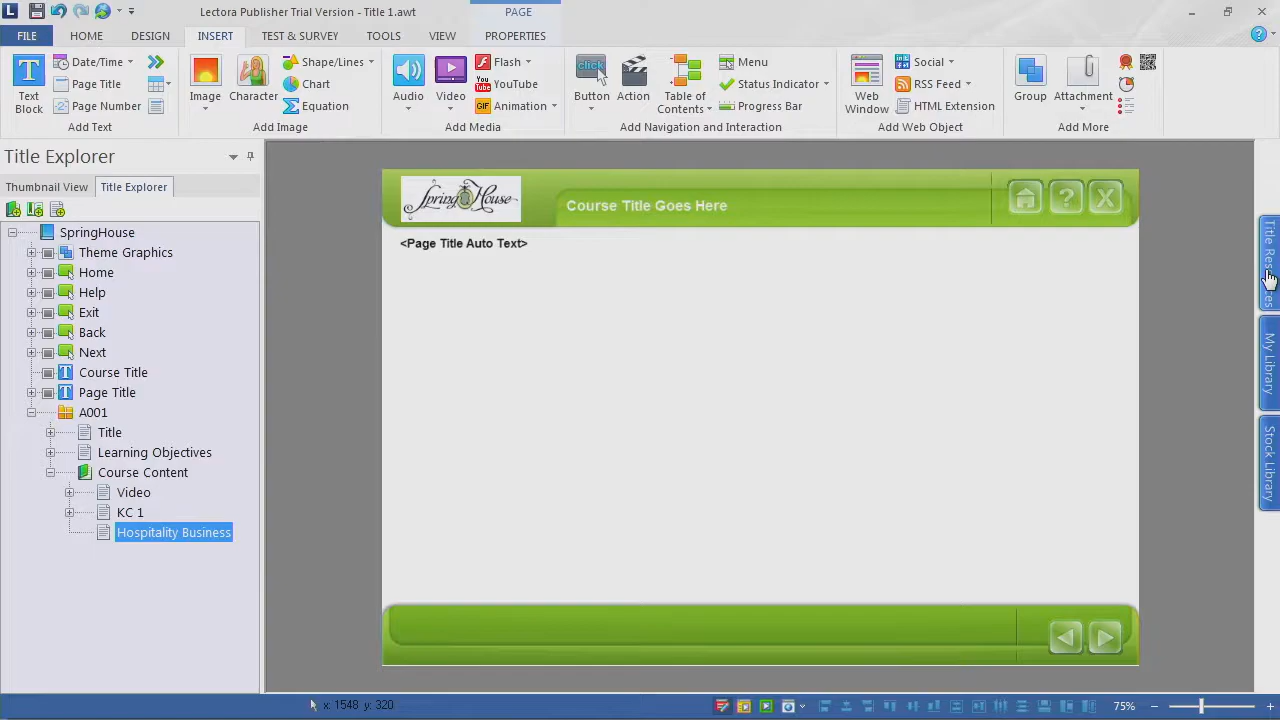 Lectora Publisher Trial Version - Title 1.awt
PAGE
FILE
HOME
DESIGN
INSERT
TEST & SURVEY
TOOLS
VIEW
PROPERTIES
Text Block
Date/Time
Page Title
Page Number
Add Text
Image
Character
Shape/Lines
Chart
Equation
Add Image
Audio
Video
Flash
You Tube
YouTube
GIF
Animation
Add Media
click
Button
Action
Table of Contents
Menu
Status Indicator
Progress Bar
Add Navigation and Interaction
Web Window
Social
RSS Feed
HTML Extension
Add Web Object
Group
Attachment
Add More
Title Explorer
Thumbnail View
Title Explorer
SpringHouse
Theme Graphics
Home
Help
Exit
Back
Next
Course Title
Page Title
A001
Title
Learning Objectives
Course Content
Video
KC 1
Hospitality Business
Spring House
Course Title Goes Here
<Page Title Auto Text>
My Library
Stock Library
x: 1548 y: 320
75%